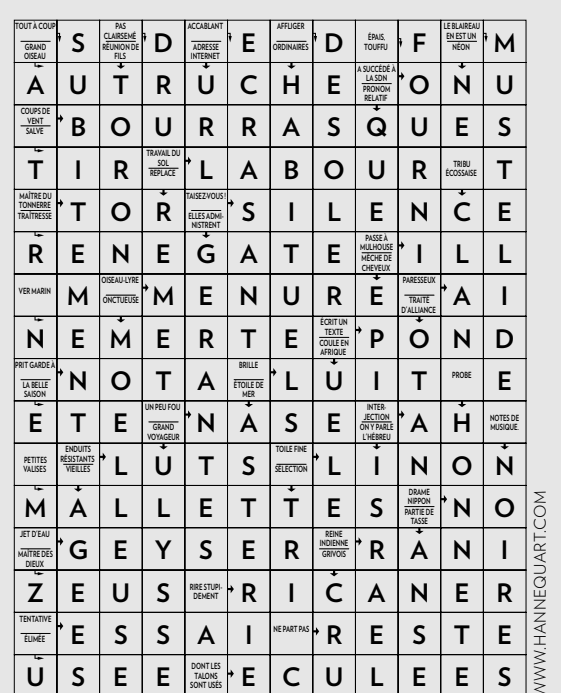 TOUT À COUP GRAND OISEAU S PAS CLAIRSEMÉ RÉUNION DE FILS D ACCABLANT ADRESSE INTERNET E AFFLIGER ORDINAIRES D ÉPAIS, TOUFFU F LE BLAIREAU EN EST UN NÉON M
A U T R U C H E A SUCCÉDÉ À LA SDN PRONOM RELATIF O N U
COUPS DE VENT SALVE B O U R R A S Q U E S
T I R TRAVAIL DU SOL REPLACE L A B O U R TRIBU ÉCOSSAISE T
MAÎTRE DU TONNERRE TRAÎTRESSE T O R TAISEZ-VOUS! ELLES ADMINISTRENT S I L E N C E
R E N E G A T E PASSE À MULHOUSE MÈCHE DE CHEVEUX I L L
VER MARIN M OISEAU-LYRE ONCTUEUSE M E N U R E PARESSEUX TRAITÉ D'ALLIANCE A I
N E M E R T E ÉCRIT UN TEXTE COULE EN AFRIQUE P O N D
PRIT GARDE À LA BELLE SAISON N O T A BRILLE ÉTOILE DE MER L U I T PROBE E
E T E UN PEU FOU GRAND VOYAGEUR N A S E INTERJECTION ON Y PARLE L'HÉBREU A H NOTES DE MUSIQUE.
PETITES VALISES ENDUITS RÉSISTANTS VIEILLES L U T S TOILE FINE SÉLECTION L I N O N
M A L L E T T E S DRAME NIPPON PARTIE DE TASSE N O
JET D'EAU MAÎTRE DES DIEUX G E Y S E R REINE INDIENNE GRIVOIS R A N I
Z E U S RIRE STUPIDEMENT R I C A N E R
TENTATIVE ÉLIMÉE E S S A I NE PART PAS R E S T E
U S E E DONT LES TALONS SONT USÉS E C U L E E S
WWW.HANNEQUART.COM